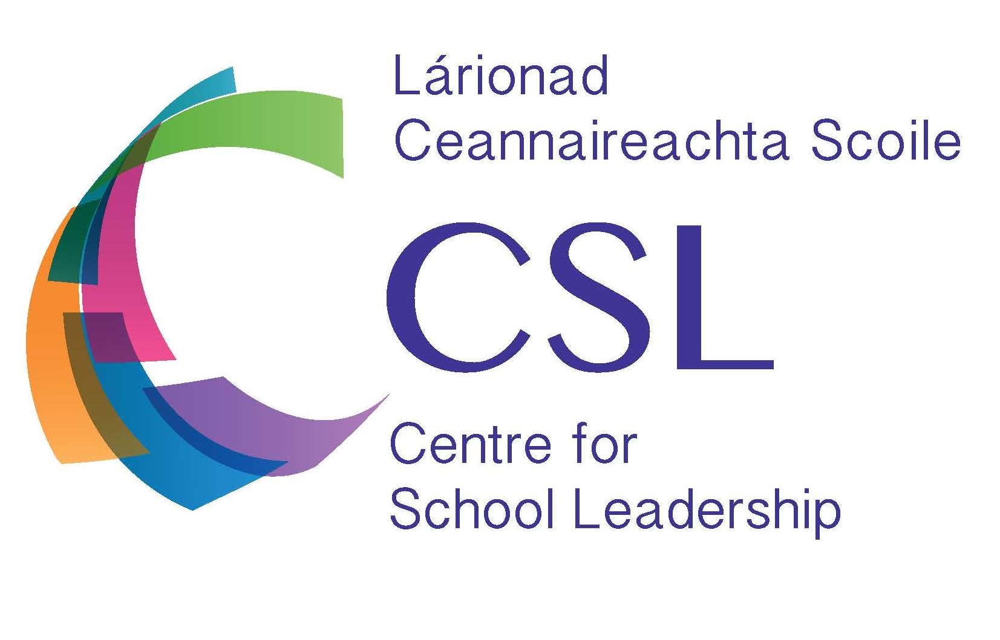 Lárionad
Ceannaireachta Scoile
CSL
Centre for
School Leadership